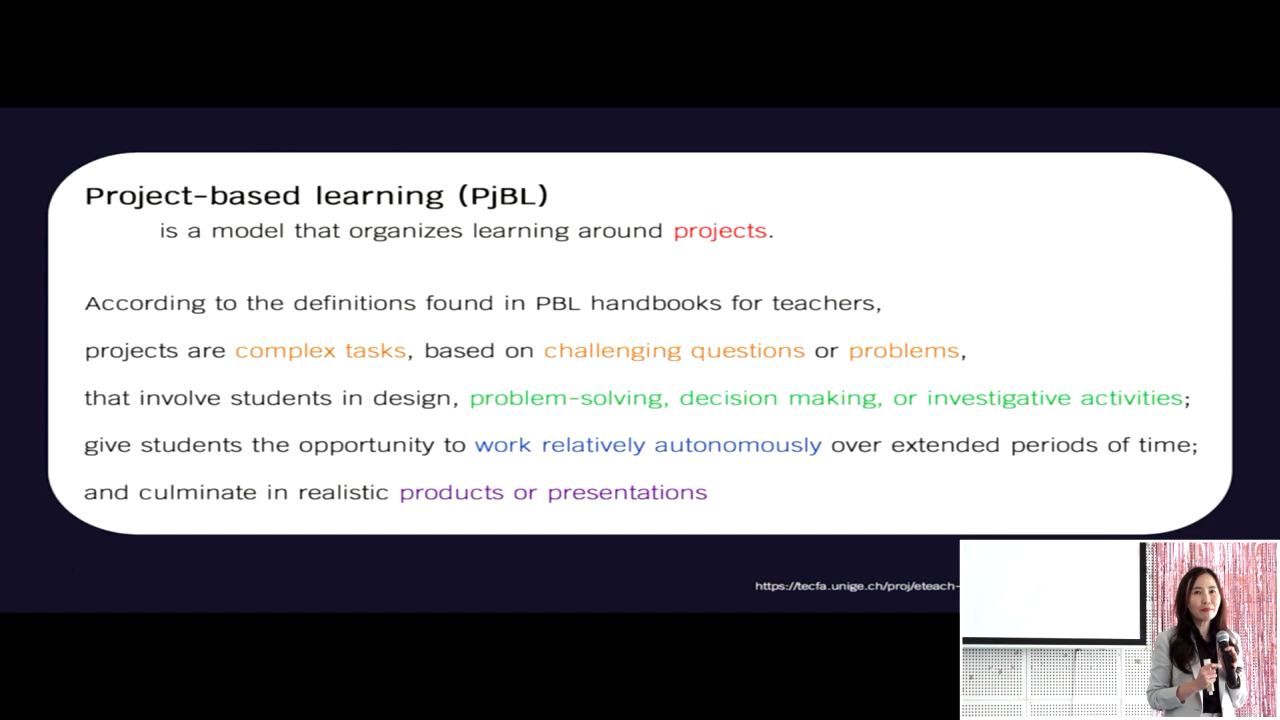 Project-based learning (PjBL)
is a model that organizes learning around projects.
According to the definitions found in PBL handbooks for teachers,
projects are complex tasks, based on challenging questions or problems,
that involve students in design, problem-solving, decision making, or investigative activities;
give students the opportunity to work relatively autonomously over extended periods of time;
and culminate in realistic products or presentations
https://tecfa.unige.ch/proj/eteach-